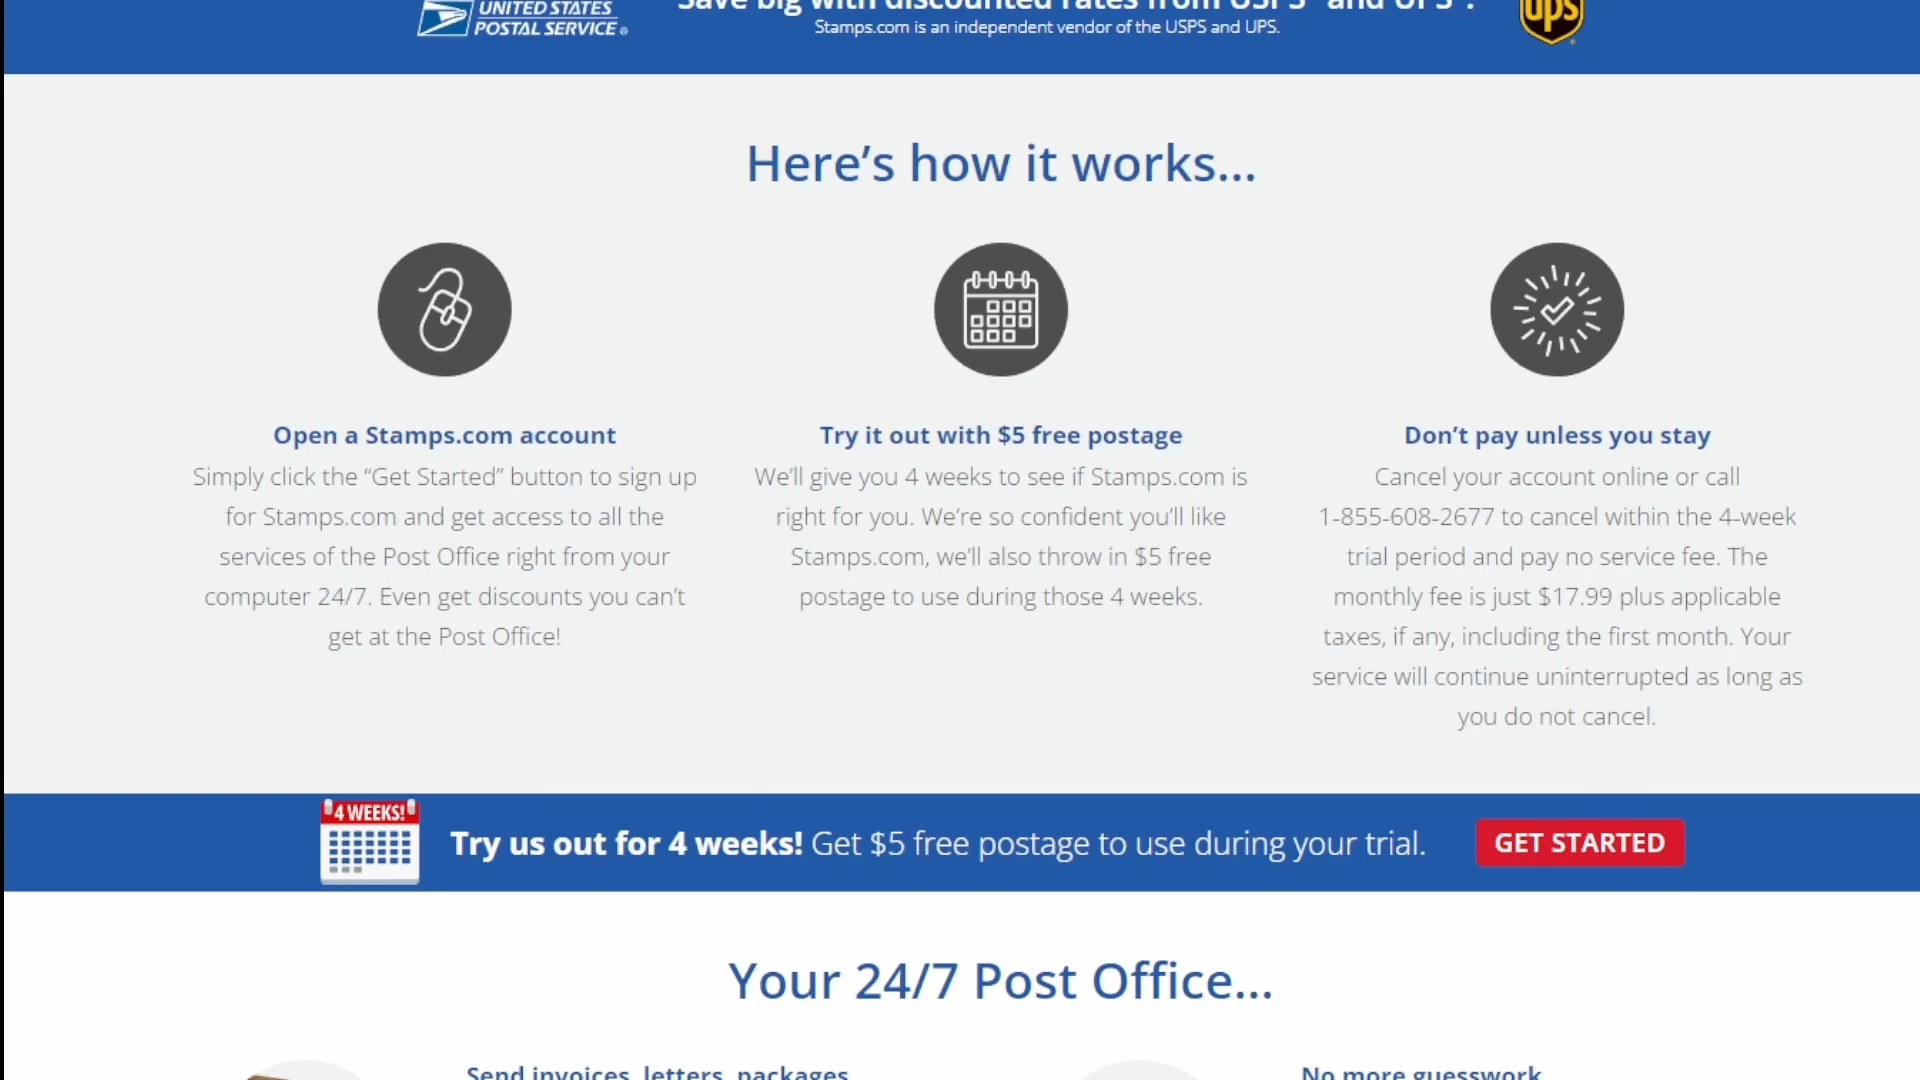 UNITED STATES
POSTAL SERVICE®
Save big with discounted rates from USPS® and UPS®.
Stamps.com is an independent vendor of the USPS and UPS.
ups
Here’s how it works...
Open a Stamps.com account
Simply click the “Get Started” button to sign up
for Stamps.com and get access to all the
services of the Post Office right from your
computer 24/7. Even get discounts you can’t
get at the Post Office!
Try it out with $5 free postage
We’ll give you 4 weeks to see if Stamps.com is
right for you. We’re so confident you’ll like
Stamps.com, we’ll also throw in $5 free
postage to use during those 4 weeks.
Don’t pay unless you stay
Cancel your account online or call
1-855-608-2677 to cancel within the 4-week
trial period and pay no service fee. The
monthly fee is just $17.99 plus applicable
taxes, if any, including the first month. Your
service will continue uninterrupted as long as
you do not cancel.
4 WEEKS!
Try us out for 4 weeks! Get $5 free postage to use during your trial.
GET STARTED
Your 24/7 Post Office...
Send invoices, letters, packages
No more guesswork